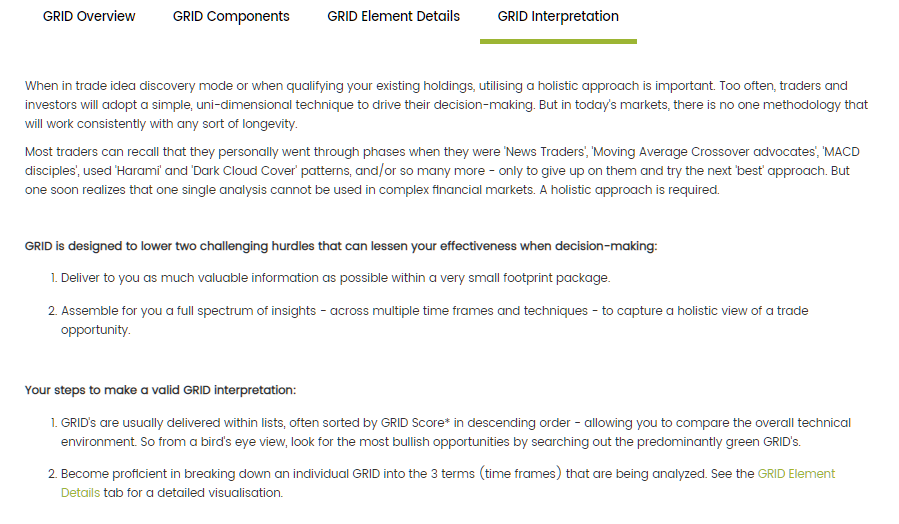 GRID Overview GRID Components GRID Element Details GRID Interpretation
When in trade idea discovery mode or when qualifying your existing holdings, utilising a holistic approach is important. Too often, traders and
investors will adopt a simple, uni-dimensional technique to drive their decision-making. But in today's markets, there is no one methodology that
will work consistently with any sort of longevity.
Most traders can recall that they personally went through phases when they were 'News Traders', 'Moving Average Crossover advocates', 'MACD
disciples', used 'Harami' and 'Dark Cloud Cover' patterns, and/or so many more - only to give up on them and try the next 'best' approach. But
one soon realizes that one single analysis cannot be used in complex financial markets. A holistic approach is required.
GRID is designed to lower two challenging hurdles that can lessen your effectiveness when decision-making:
1. Deliver to you as much valuable information as possible within a very small footprint package.
2. Assemble for you a full spectrum of insights - across multiple time frames and techniques - to capture a holistic view of a trade
opportunity.
Your steps to make a valid GRID interpretation:
1. GRID's are usually delivered within lists, often sorted by GRID Score* in descending order - allowing you to compare the overall technical
environment. So from a bird's eye view, look for the most bullish opportunities by searching out the predominantly green GRID's.
2. Become proficient in breaking down an individual GRID into the 3 terms (time frames) that are being analyzed. See the GRID Element
Details tab for a detailed visualisation.